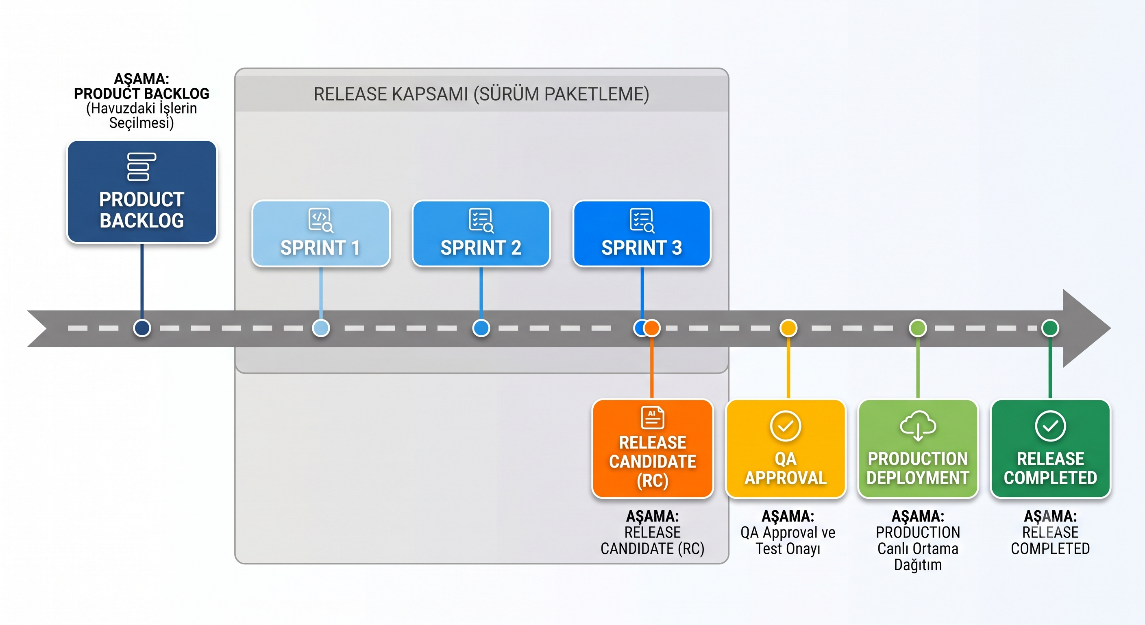 AŞAMA:
PRODUCT BACKLOG
(Havuzdaki İşlerin
Seçilmesi)
PRODUCT
BACKLOG
RELEASE KAPSAMI (SÜRÜM PAKETLEME)
SPRINT 1
SPRINT 2
SPRINT 3
AI
RELEASE
CANDIDATE
(RC)
AŞAMA:
RELEASE
CANDIDATE (RC)
QA
APPROVAL
AŞAMA:
QA Approval ve
Test Onayı
PRODUCTION
DEPLOYMENT
AŞAMA:
PRODUCTION
Canlı Ortama
Dağıtım
RELEASE
COMPLETED
AŞAMA:
RELEASE
COMPLETED